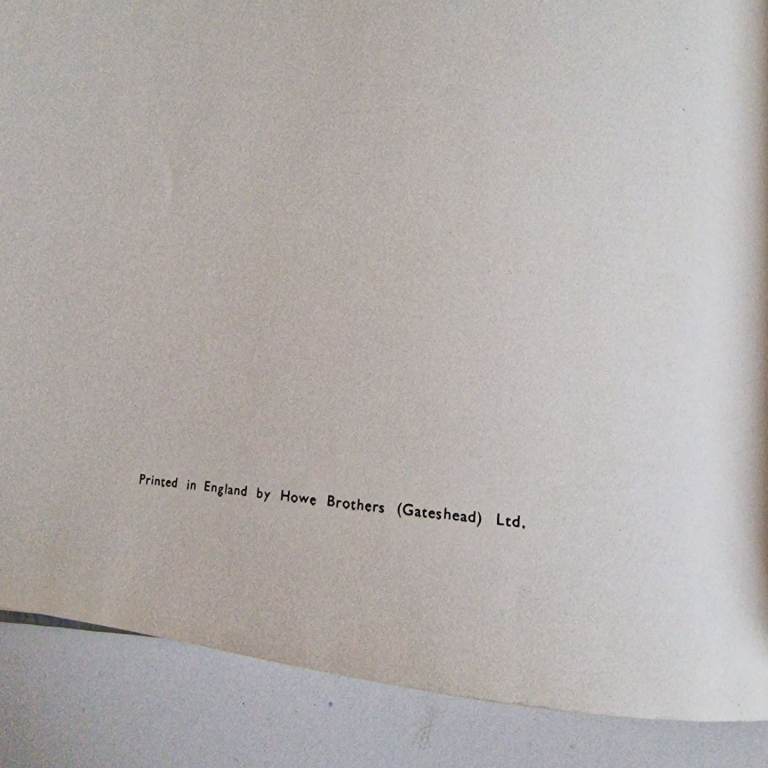 Printed in England by Howe Brothers (Gateshead) Ltd.